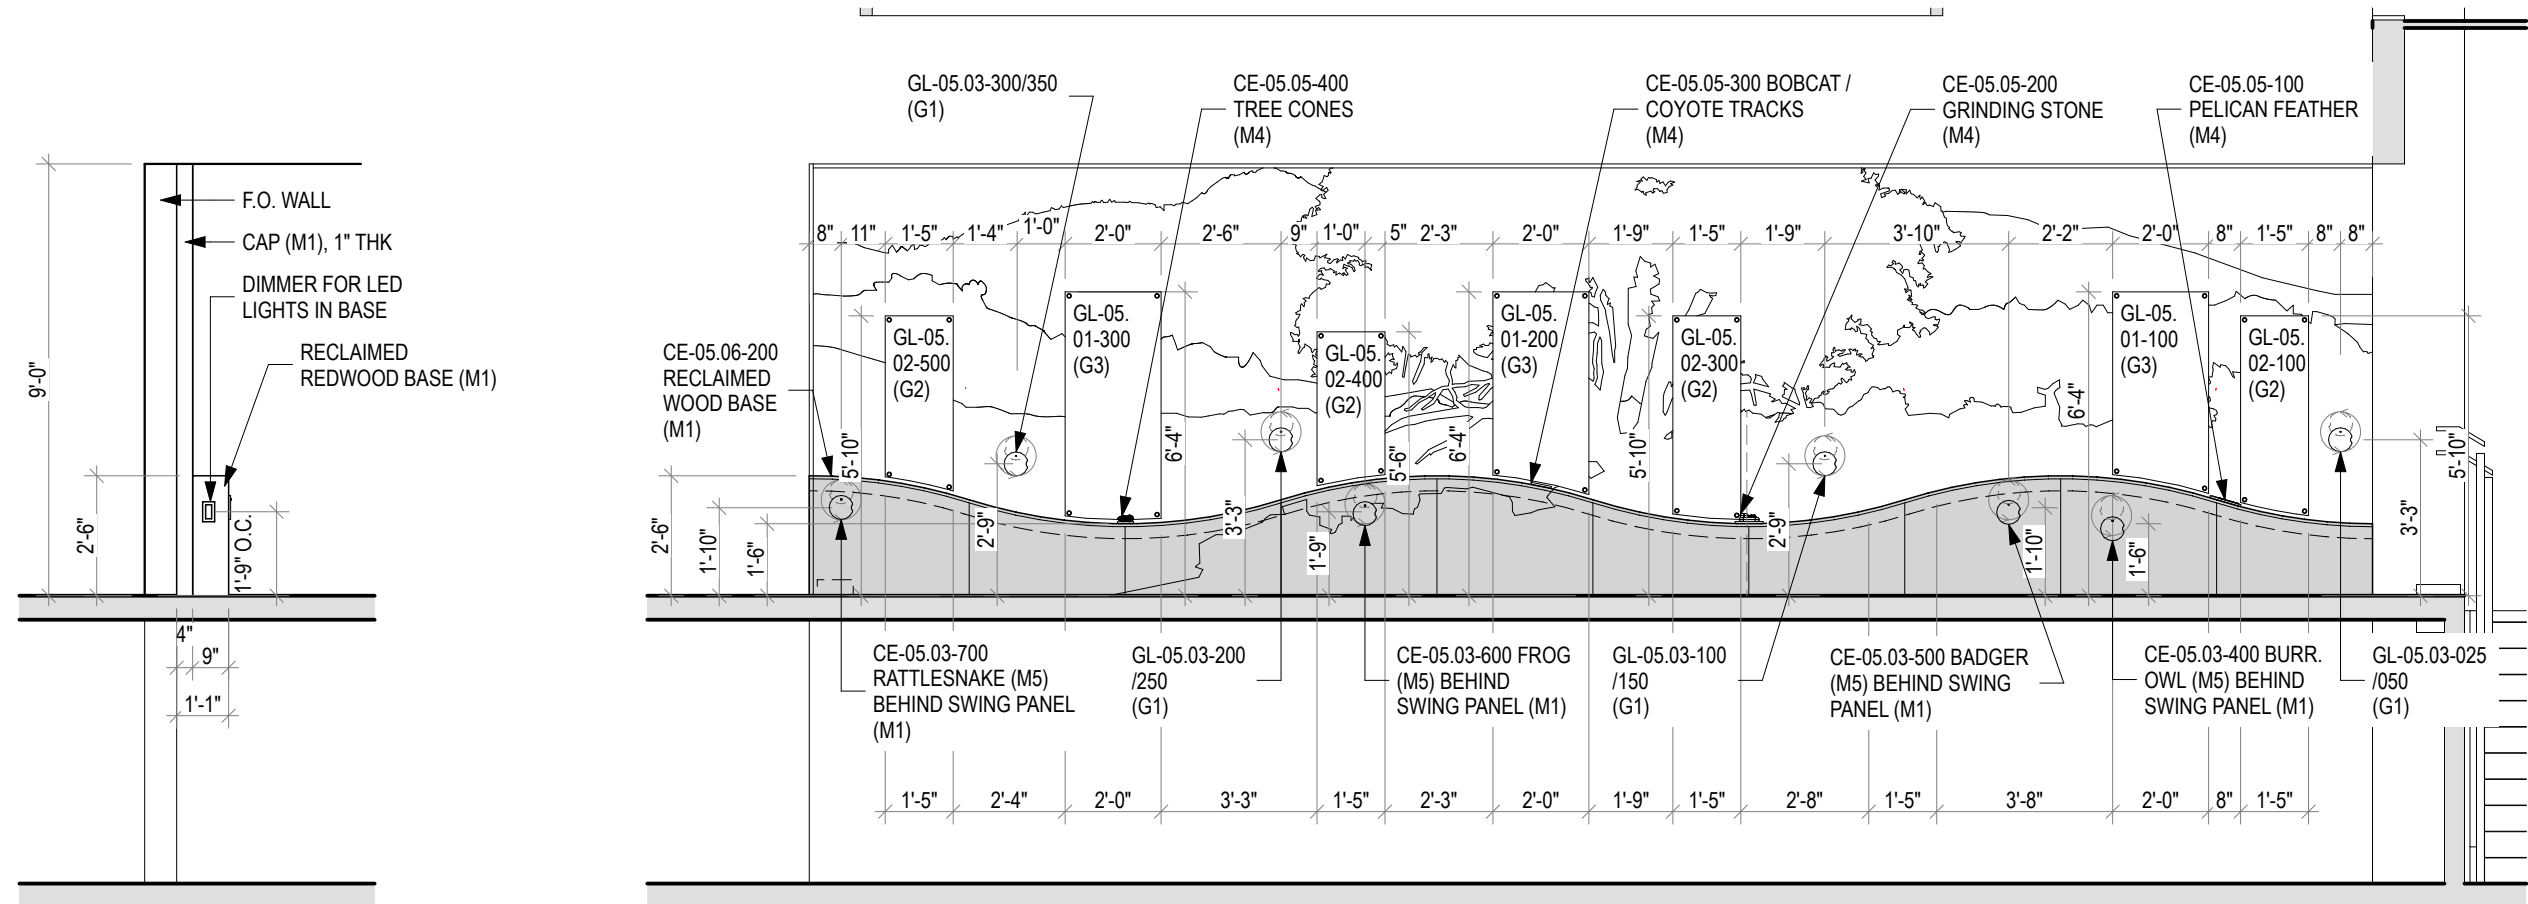 GL-05.03-300/350
(G1)
CE-05.05-400
TREE CONES
(M4)
CE-05.05-300 BOBCAT /
COYOTE TRACKS
(M4)
CE-05.05-200
GRINDING STONE
(M4)
CE-05.05-100
PELICAN FEATHER
(M4)
F.O. WALL
CAP (M1), 1" THK
DIMMER FOR LED
LIGHTS IN BASE
RECLAIMED
REDWOOD BASE (M1)
9'-0"
2'-6"
1'-9" O.C.
4"
9"
1'-1"
CE-05.06-200
RECLAIMED
WOOD BASE
(M1)
8" 11" 1'-5" 1'-4" 1'-0" 2'-0" 2'-6" 9" 1'-0" 5" 2'-3" 2'-0" 1'-9" 1'-5" 1'-9" 3'-10" 2'-2" 2'-0" 8" 1'-5" 8" 8"
GL-05.
02-500
(G2)
GL-05.
01-300
(G3)
GL-05.
02-400
(G2)
GL-05.
01-200
(G3)
GL-05.
02-300
(G2)
GL-05.
01-100
(G3)
GL-05.
02-100
(G2)
2'-6"
1'-10"
1'-6"
5'-10"
2'-9"
6'-4"
3'-3"
1'-9"
5'-6"
6'-4"
5'-10"
2'-9"
1'-10"
6'-4"
1'-6"
3'-3"
5'-10"
CE-05.03-700
RATTLESNAKE (M5)
BEHIND SWING PANEL
(M1)
GL-05.03-200
/250
(G1)
CE-05.03-600 FROG
(M5) BEHIND
SWING PANEL (M1)
GL-05.03-100
/150
(G1)
CE-05.03-500 BADGER
(M5) BEHIND SWING
PANEL (M1)
CE-05.03-400 BURR.
OWL (M5) BEHIND
SWING PANEL (M1)
GL-05.03-025
/050
(G1)
1'-5" 2'-4" 2'-0" 3'-3" 1'-5" 2'-3" 2'-0" 1'-9" 1'-5" 2'-8" 1'-5" 3'-8" 2'-0" 8" 1'-5"